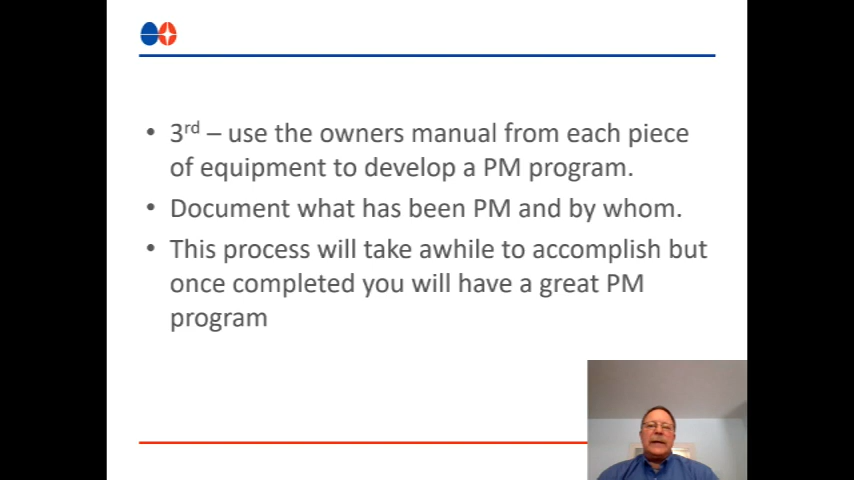 • 3rd – use the owners manual from each piece
of equipment to develop a PM program.
• Document what has been PM and by whom.
• This process will take awhile to accomplish but
once completed you will have a great PM
program